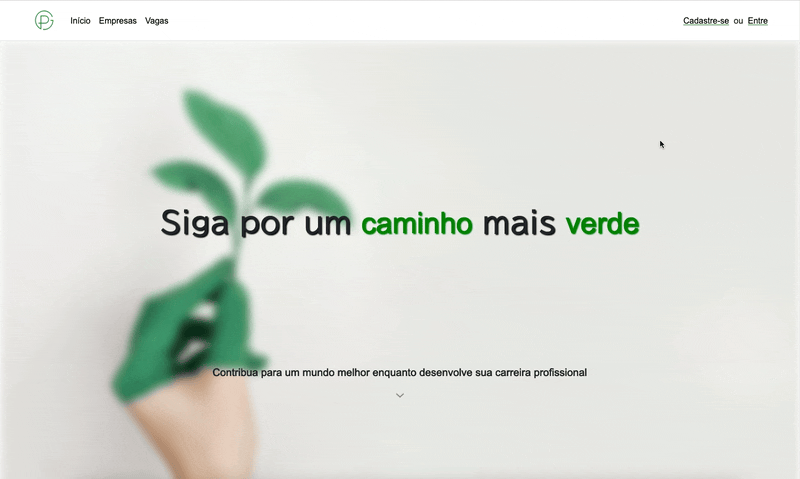 Início Empresas Vagas
Cadastre-se ou Entre
Siga por um caminho mais verde
Contribua para um mundo melhor enquanto desenvolve sua carreira profissional